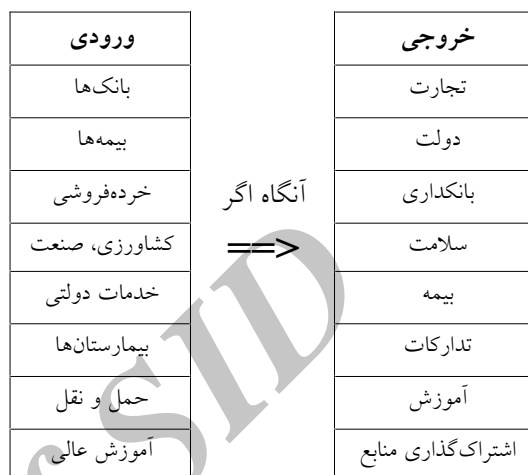 ورودی
بانک‌ها
بیمه‌ها
خرده‌فروشی
کشاورزی، صنعت
خدمات دولتی
بیمارستان‌ها
حمل و نقل
آموزش عالی
آنگاه اگر
==>
خروجی
تجارت
دولت
بانکداری
سلامت
بیمه
تدارکات
آموزش
اشتراک‌گذاری منابع
SID